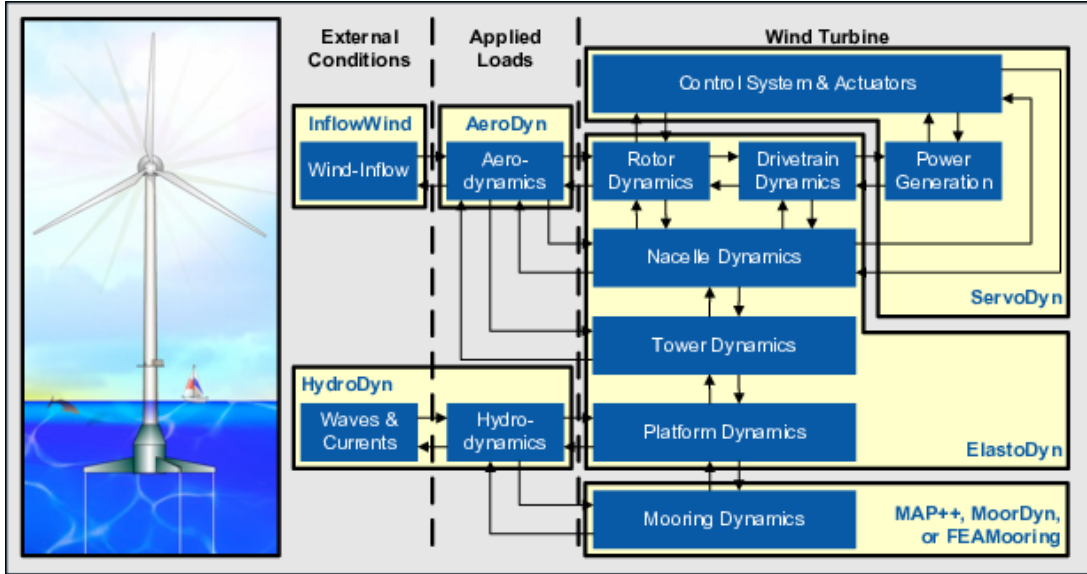 External
Conditions
Applied
Loads
Wind Turbine
Control System & Actuators
InflowWind
AeroDyn
Wind-Inflow
Aero-
dynamics
Rotor
Dynamics
Drivetrain
Dynamics
Power
Generation
Nacelle Dynamics
ServoDyn
Tower Dynamics
HydroDyn
Waves &
Currents
Hydro-
dynamics
Platform Dynamics
ElastoDyn
Mooring Dynamics
MAP++, MoorDyn,
or FEAMooring